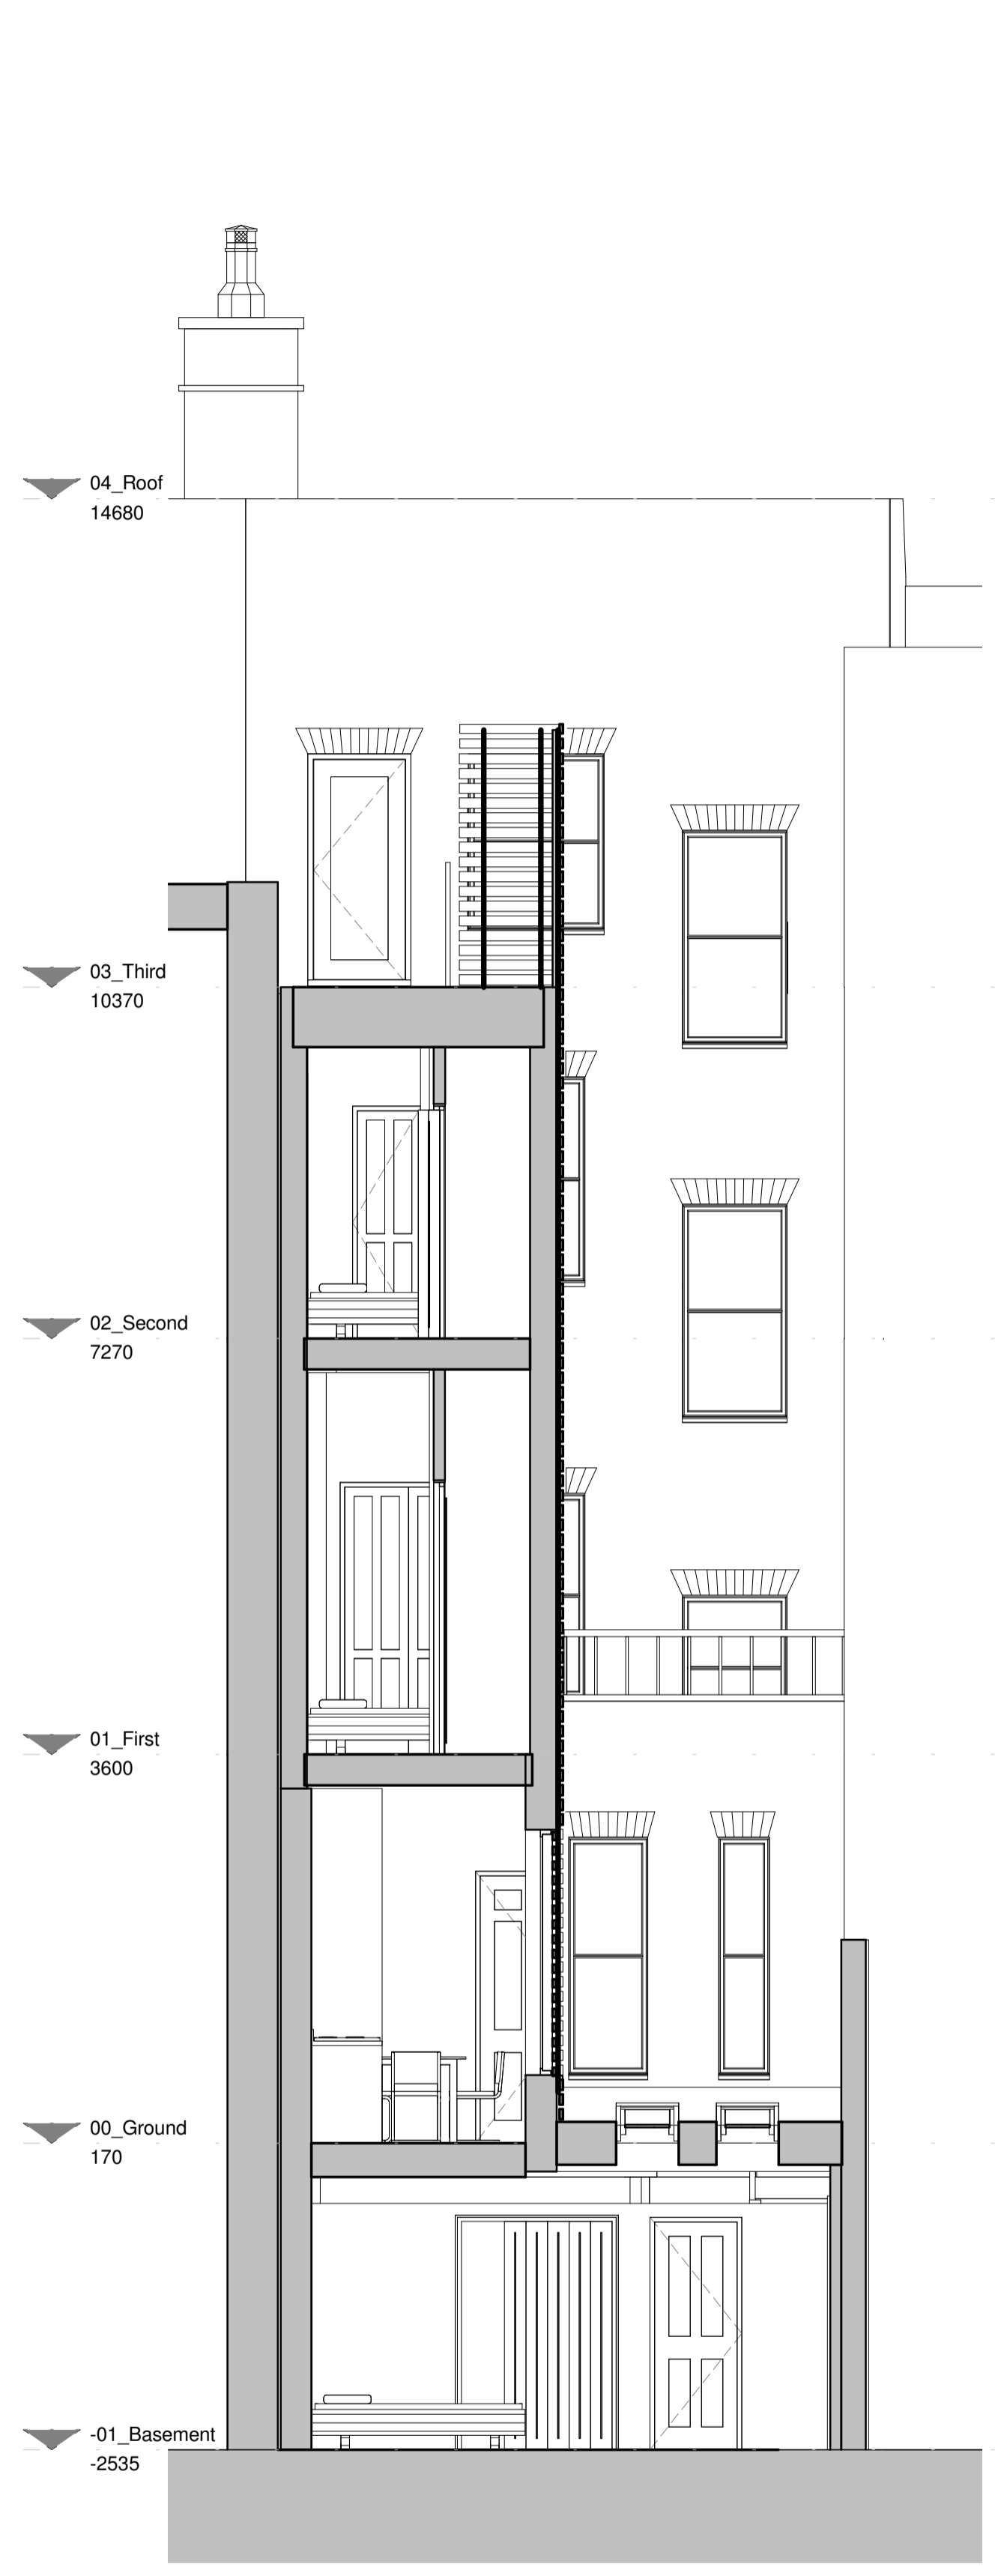 04_Roof
14680
03_Third
10370
02_Second
7270
01_First
3600
00_Ground
170
-01_Basement
-2535